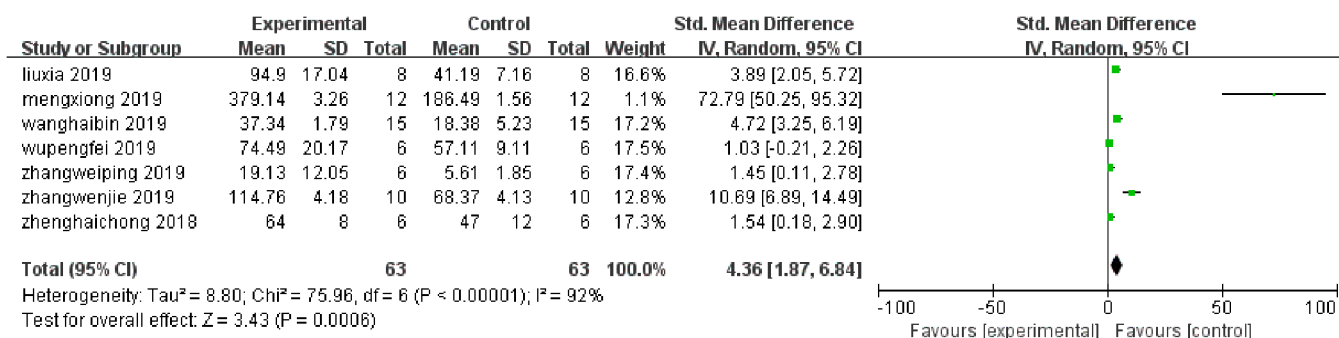 Experimental Control Std. Mean Difference Std. Mean Difference
Study or Subgroup Mean SD Total Mean SD Total Weight IV, Random, 95% CI IV, Random, 95% CI
liuxia 2019 94.9 17.04 8 41.19 7.16 8 16.6% 3.89 [2.05, 5.72]
mengxiong 2019 379.14 3.26 12 186.49 1.56 12 1.1% 72.79 [50.25, 95.32]
wanghaibin 2019 37.34 1.79 15 18.38 5.23 15 17.2% 4.72 [3.25, 6.19]
wupengfei 2019 74.49 20.17 6 57.11 9.11 6 17.5% 1.03 [-0.21, 2.26]
zhangweiping 2019 19.13 12.05 6 5.61 1.85 6 17.4% 1.45 [0.11, 2.78]
zhangwenjie 2019 114.76 4.18 10 68.37 4.13 10 12.8% 10.69 [6.89, 14.49]
zhenghaichong 2018 64 8 6 47 12 6 17.3% 1.54 [0.18, 2.90]
Total (95% CI) 63 63 100.0% 4.36 [1.87, 6.84]
Heterogeneity: Tau² = 8.80; Chi² = 75.96, df = 6 (P < 0.00001); I² = 92%
Test for overall effect: Z = 3.43 (P = 0.0006)
-100 -50 0 50 100
Favours [experimental] Favours [control]